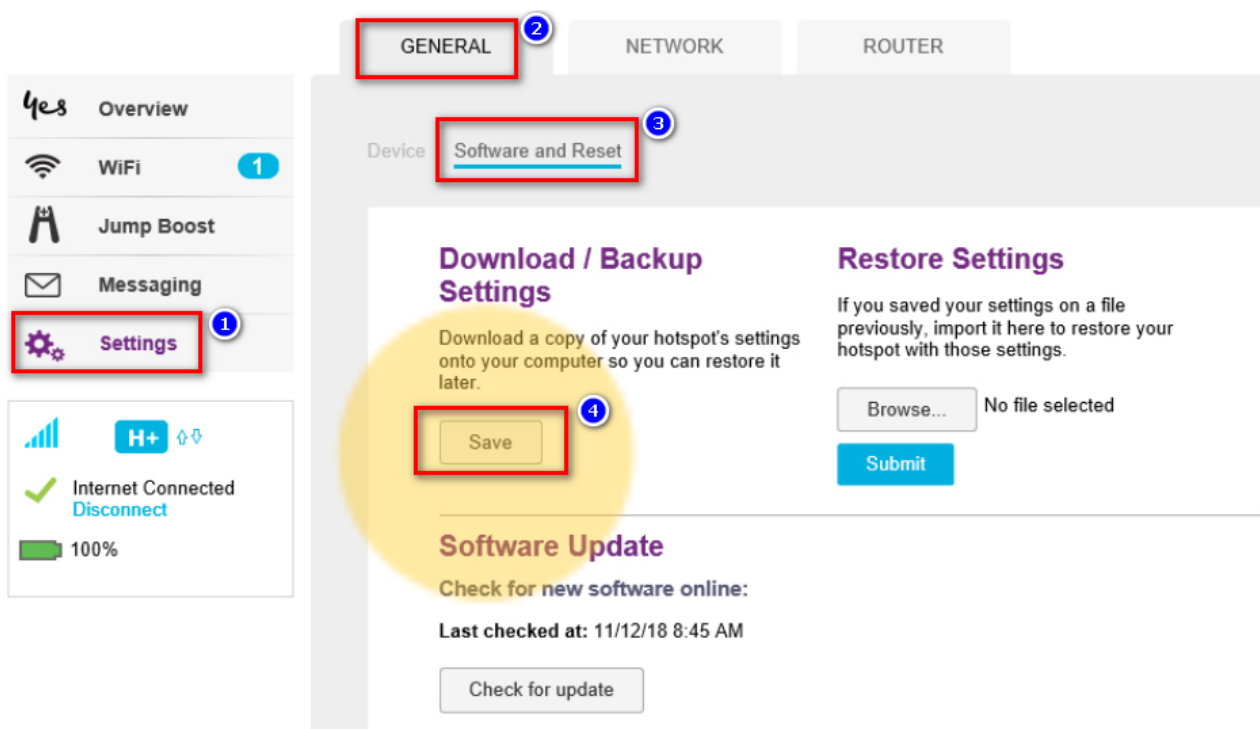 GENERAL 2
NETWORK
ROUTER
yes Overview
WiFi 1
Jump Boost
Messaging
Settings 1
H+
Internet Connected
Disconnect
100%
Device
Software and Reset 3
Download / Backup
Settings
Download a copy of your hotspot's settings
onto your computer so you can restore it
later.
Save 4
Restore Settings
If you saved your settings on a file
previously, import it here to restore your
hotspot with those settings.
Browse... No file selected
Submit
Software Update
Check for new software online:
Last checked at: 11/12/18 8:45 AM
Check for update